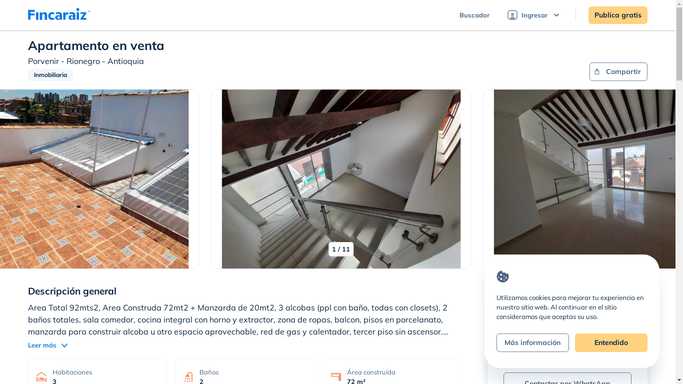 Fincaraiz
Buscador
Ingresar
Publica gratis
Apartamento en venta
Porvenir - Rionegro - Antioquia
Inmobiliaria
Compartir
1 / 11
Descripción general
Area Total 92mts2, Area Construda 72mt2 + Manzarda de 20mt2, 3 alcobas (ppl con baño, todas con closets), 2
baños totales, sala comedor, cocina integral con horno y extractor, zona de ropas, balcon, pisos en porcelanato,
manzarda para construir alcoba u otro espacio aprovechable, red de gas y calentador, tercer piso sin ascensor....
Leer más
Habitaciones
3
Baños
2
Área construida
72 m²
Utilizamos cookies para mejorar tu experiencia en
nuestro sitio web. Al continuar en el sitio
consideramos que aceptas su uso.
Más información
Entendido
Contactar por WhatsApp